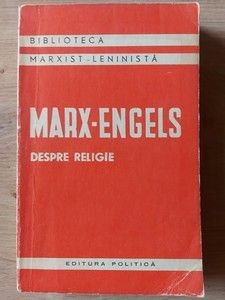 BIBLIOTECA
MARXIST-LENINISTĂ
MARX-ENGELS
DESPRE RELIGIE
EDITURA POLITICĂ